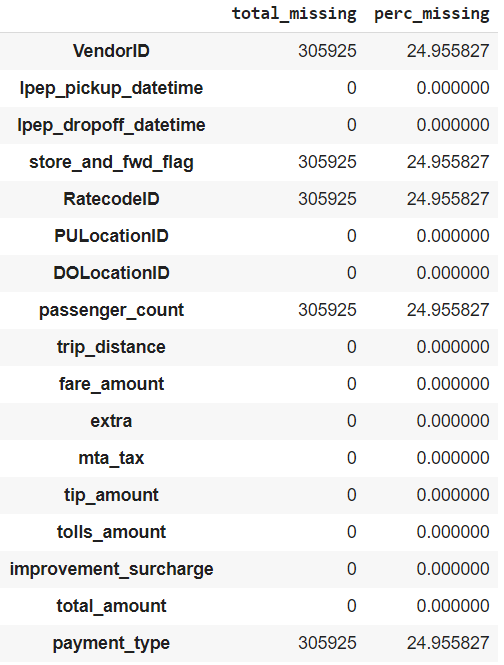 total_missing perc_missing
VendorID 305925 24.955827
lpep_pickup_datetime 0 0.000000
lpep_dropoff_datetime 0 0.000000
store_and_fwd_flag 305925 24.955827
RatecodeID 305925 24.955827
PULocationID 0 0.000000
DOLocationID 0 0.000000
passenger_count 305925 24.955827
trip_distance 0 0.000000
fare_amount 0 0.000000
extra 0 0.000000
mta_tax 0 0.000000
tip_amount 0 0.000000
tolls_amount 0 0.000000
improvement_surcharge 0 0.000000
total_amount 0 0.000000
payment_type 305925 24.955827